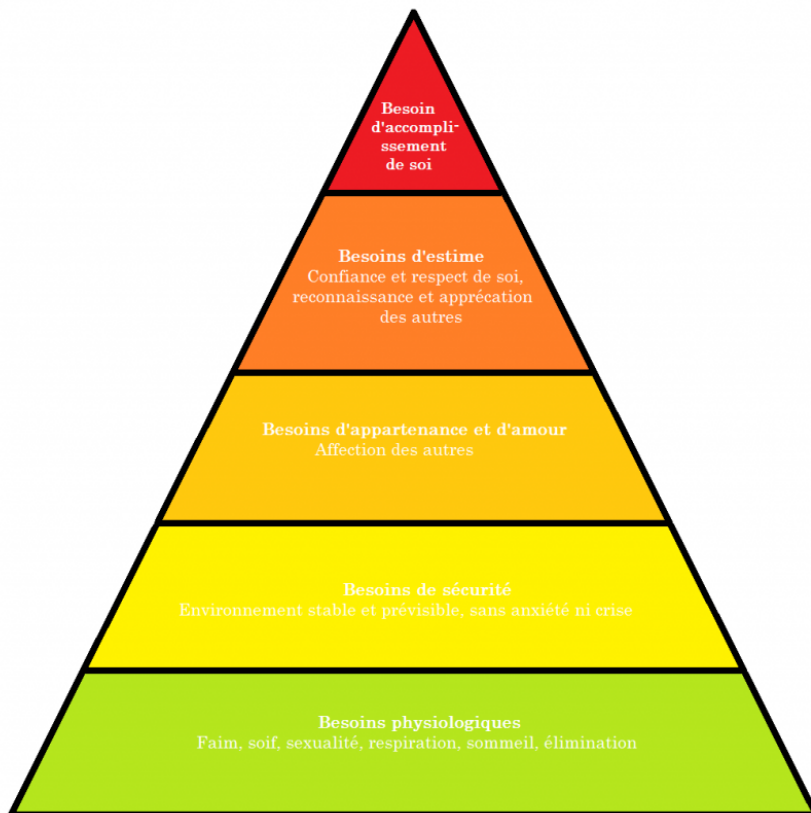 Besoin
d'accompli-
ssement
de soi
Besoins d'estime
Confiance et respect de soi,
reconnaissance et apprécation
des autres
Besoins d'appartenance et d'amour
Affection des autres
Besoins de sécurité
Environnement stable et prévisible, sans anxiété ni crise
Besoins physiologiques
Faim, soif, sexualité, respiration, sommeil, élimination